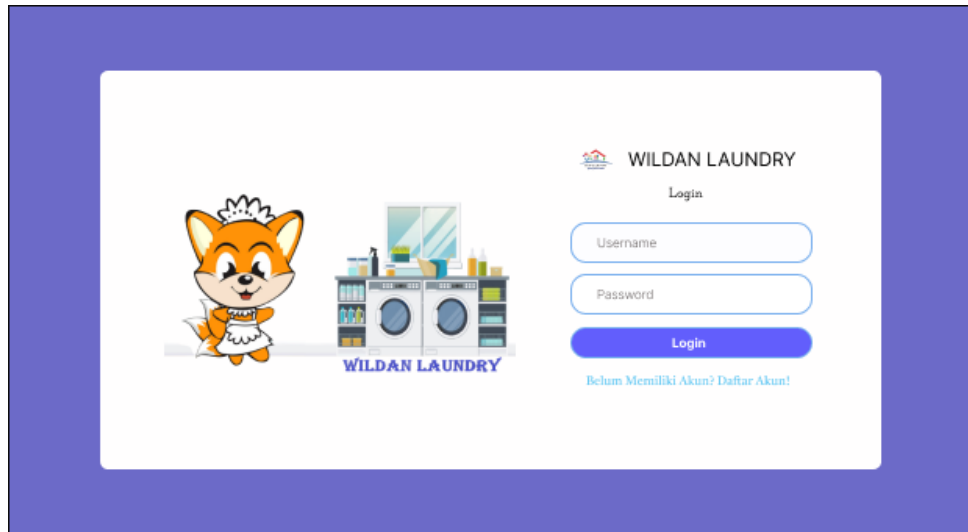 WILDAN LAUNDRY
Login
Username
Password
Login
Belum Memiliki Akun? Daftar Akun!
WILDAN LAUNDRY